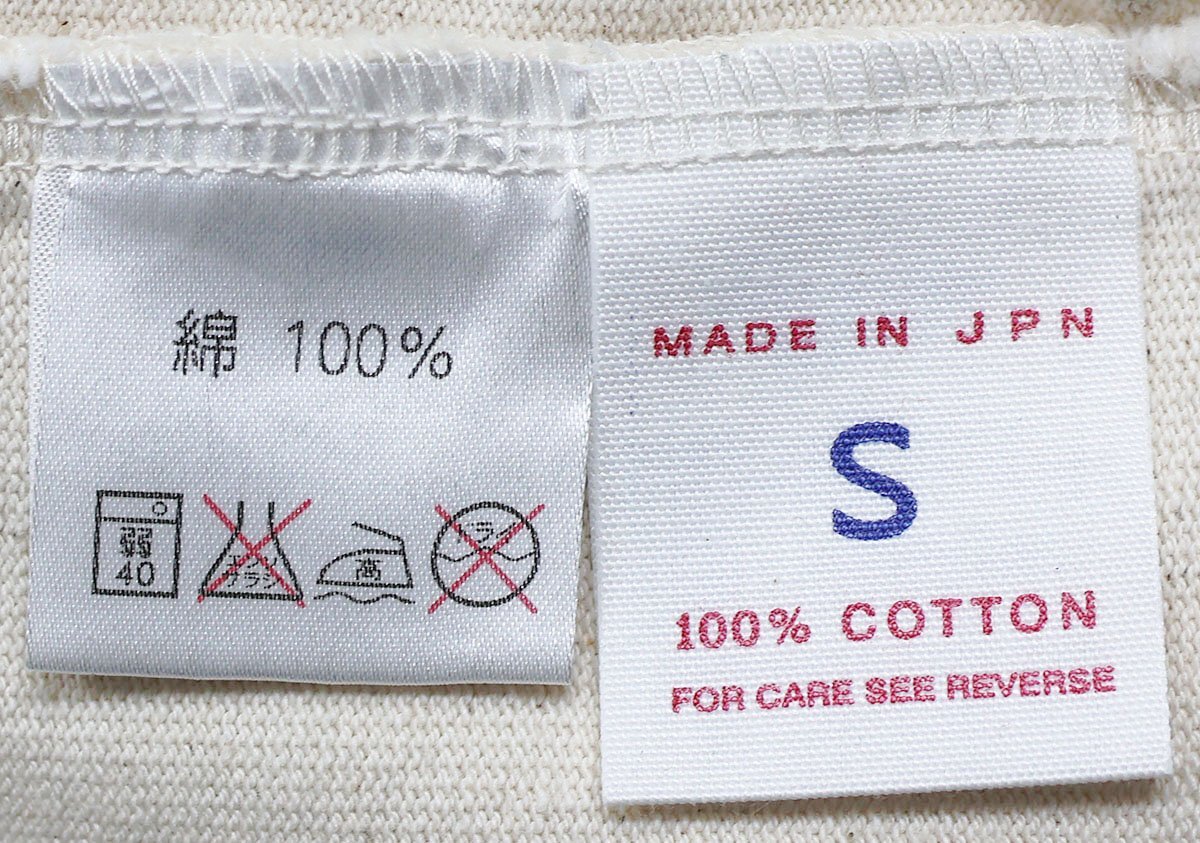 綿 100%
弱
40
高
MADE IN JPN
S
100% COTTON
FOR CARE SEE REVERSE